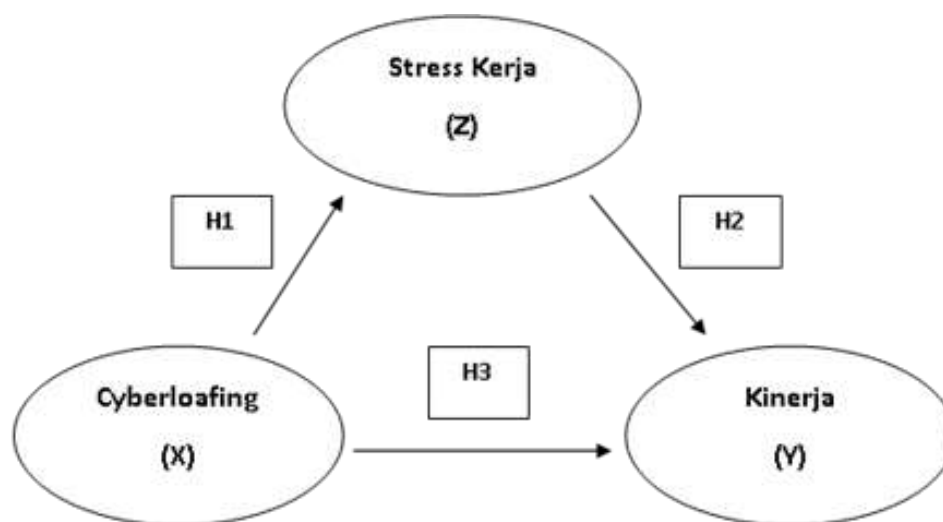 Stress Kerja
(Z)
H1
H2
H3
Cyberloafing
(X)
Kinerja
(Y)